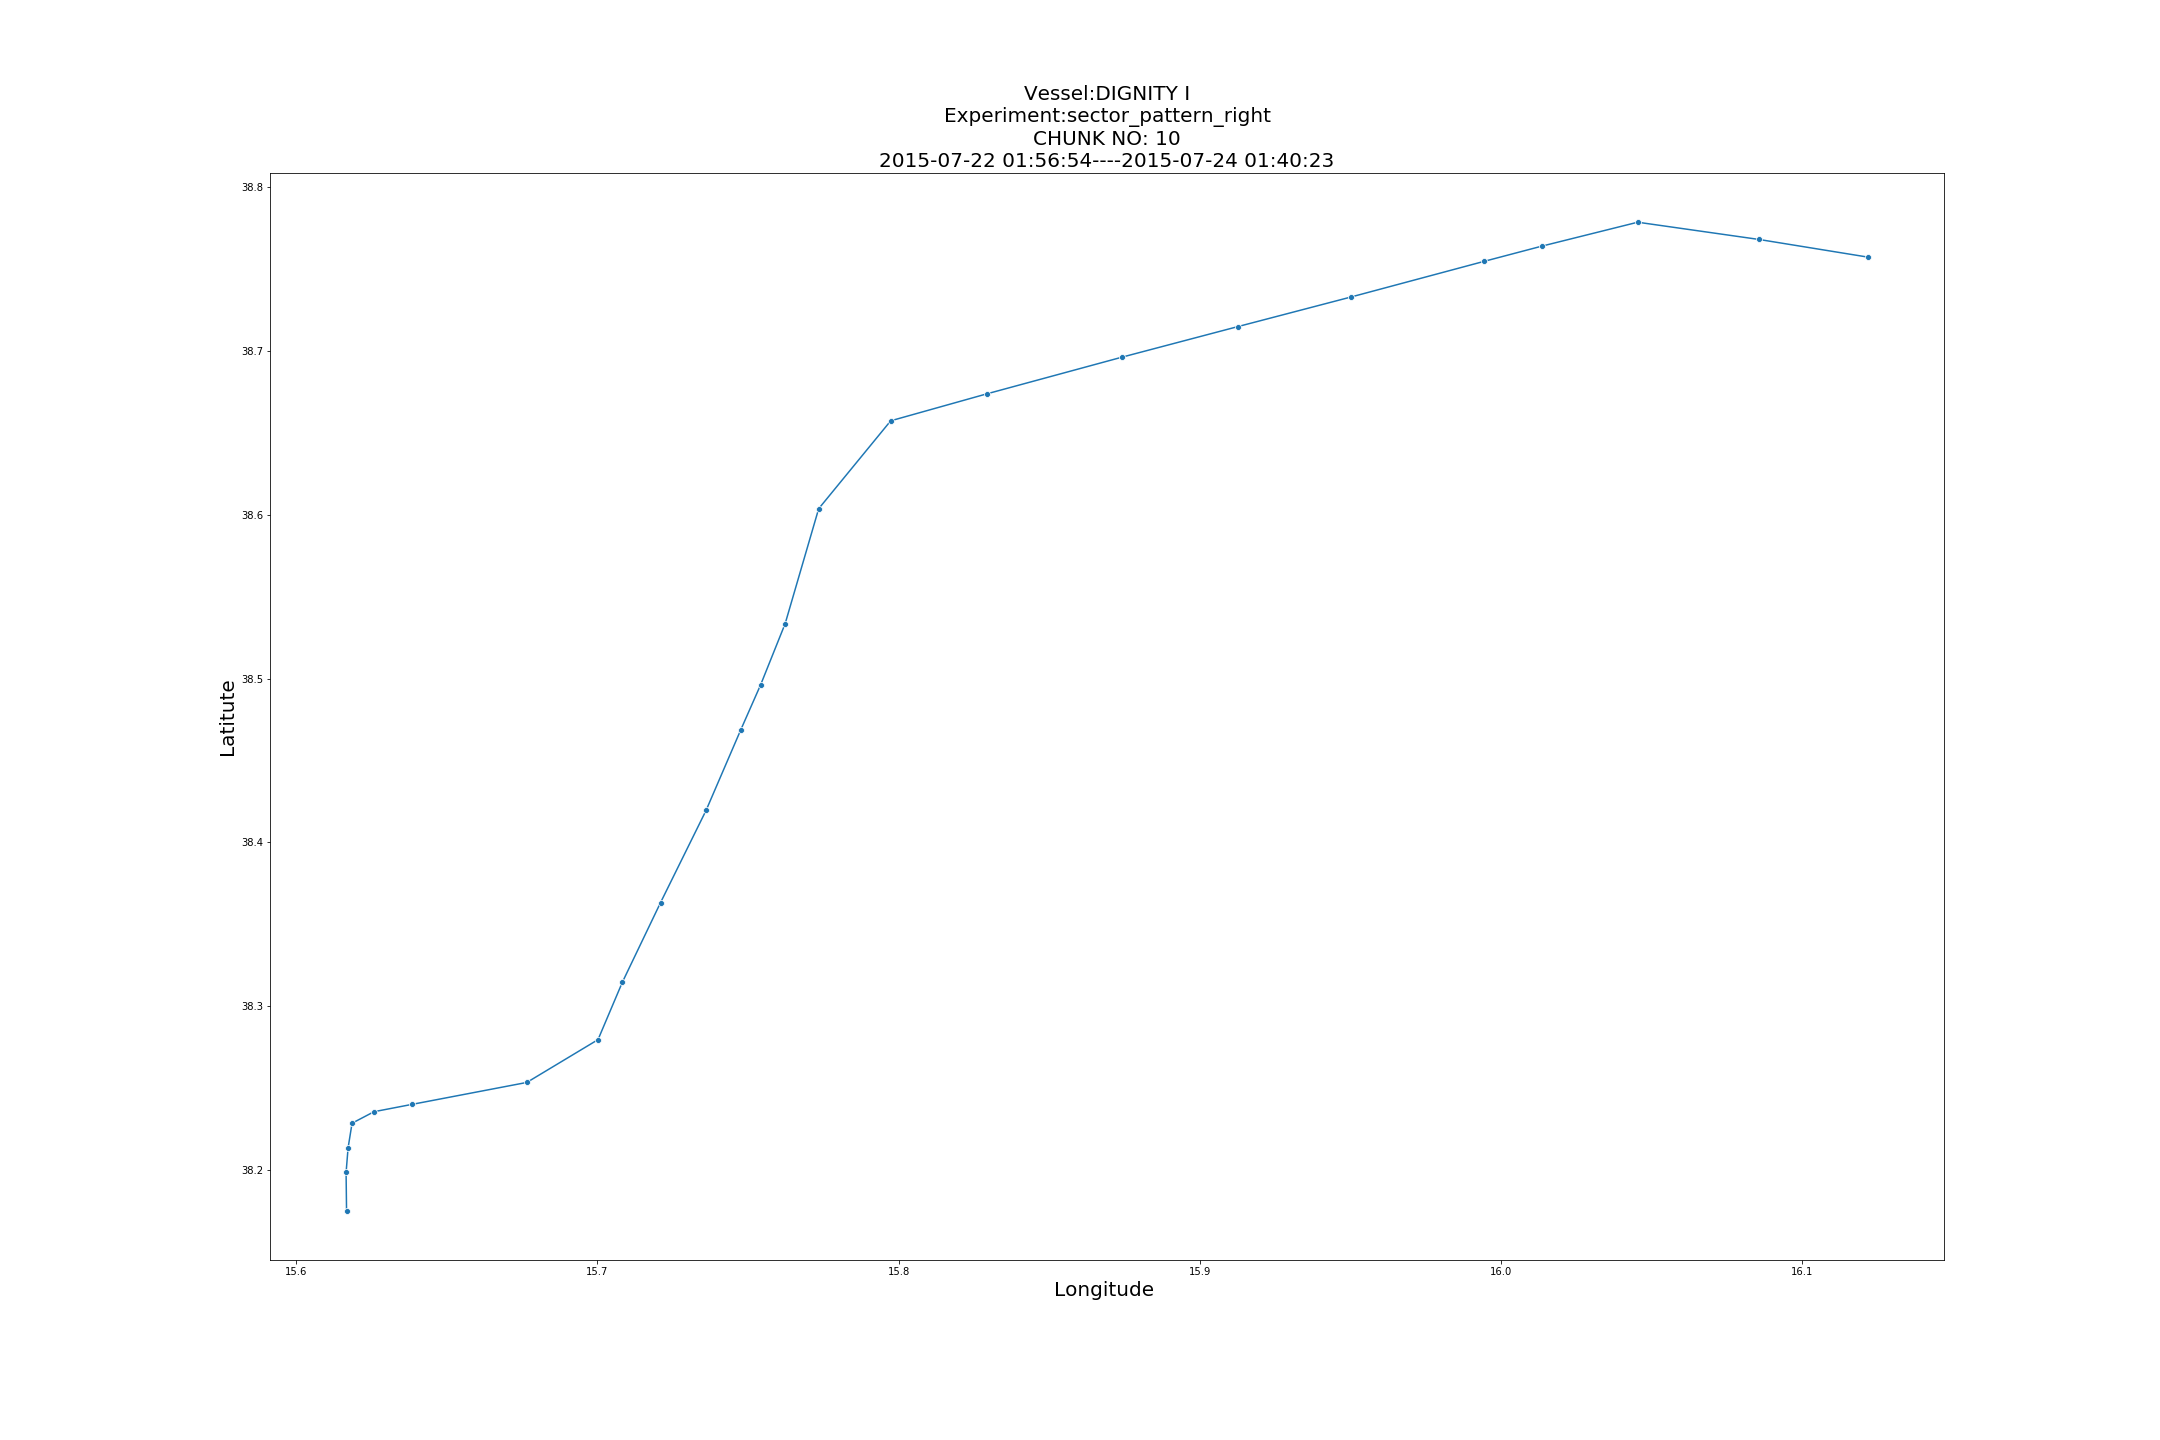 Vessel:DIGNITY I
Experiment:sector_pattern_right
CHUNK NO: 10
2015-07-22 01:56:54----2015-07-24 01:40:23
38.8
38.7
38.6
38.5
38.4
38.3
38.2
Latitute
15.6 15.7 15.8 15.9 16.0 16.1
Longitude